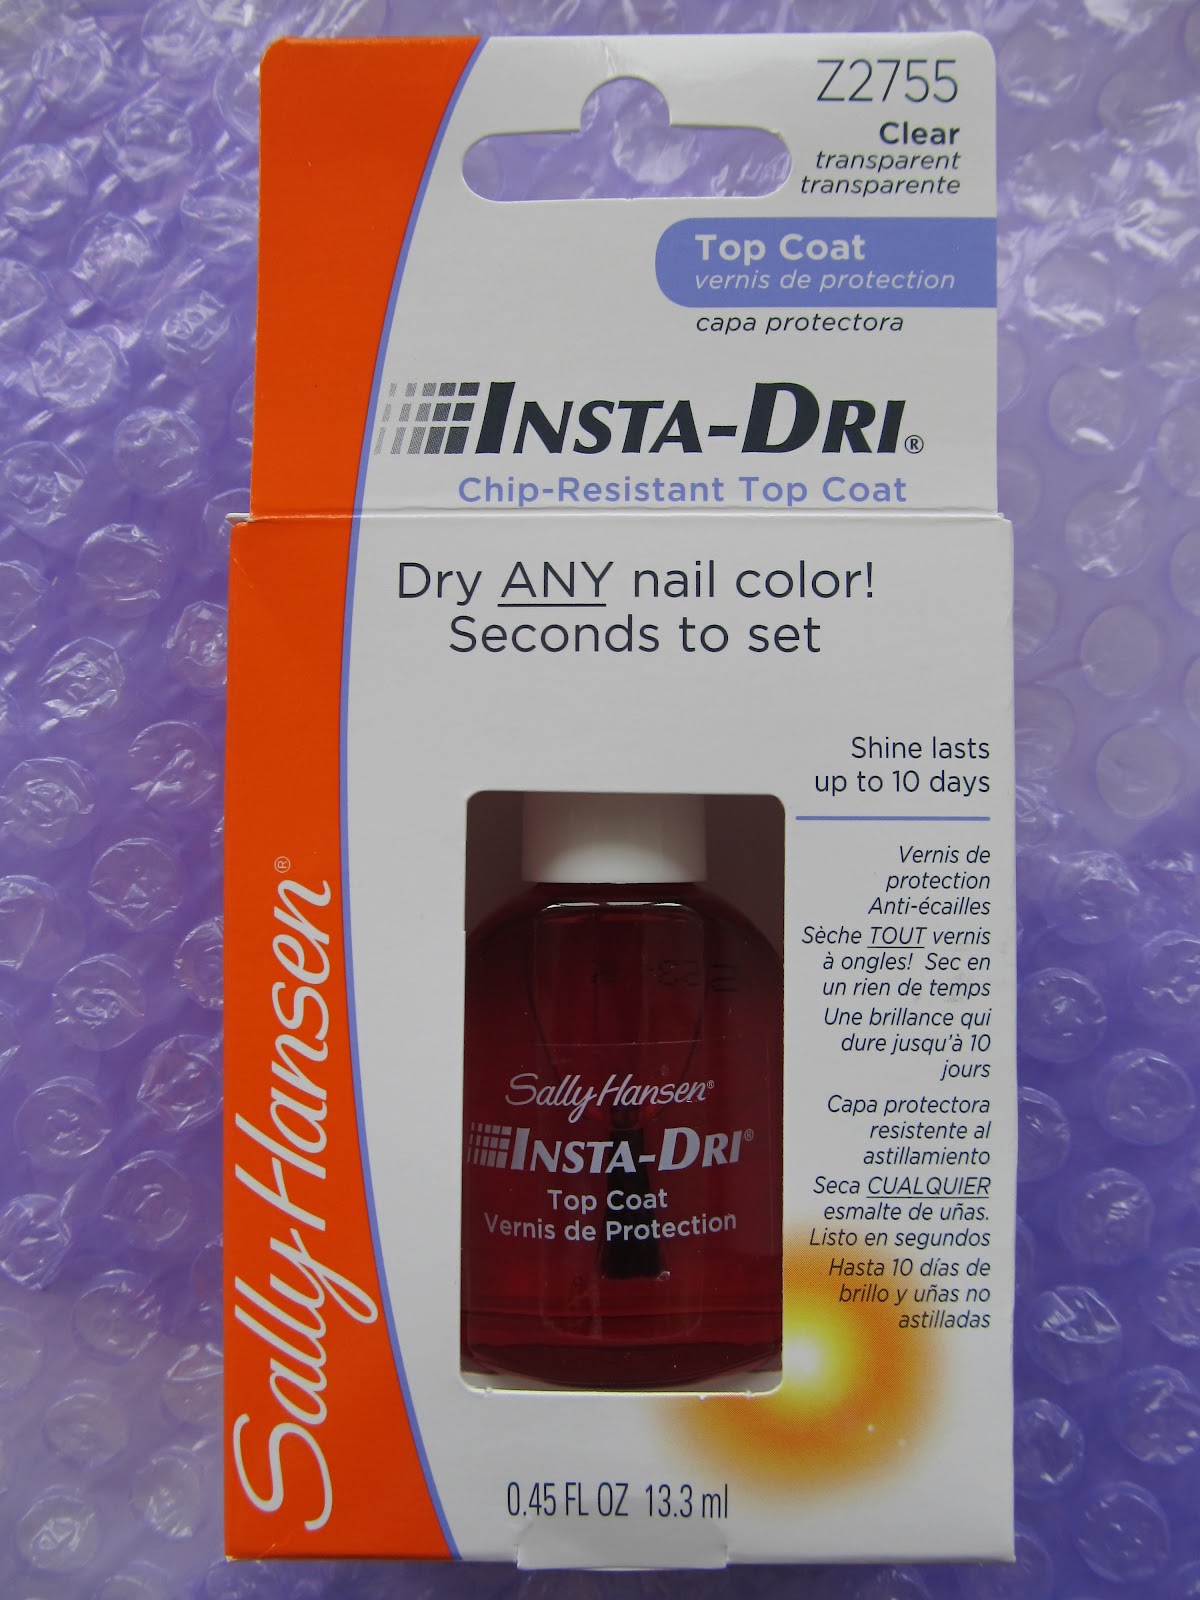 Z2755
Clear
transparent
transparente
Top Coat
vernis de protection
capa protectora
INSTA-DRI®
Chip-Resistant Top Coat
Dry ANY nail color!
Seconds to set
Shine lasts
up to 10 days
Vernis de
protection
Anti-écailles
Sèche TOUT vernis
à ongles! Sec en
un rien de temps
Une brillance qui
dure jusqu'à 10
jours
Capa protectora
resistente al
astillamiento
Seca CUALQUIER
esmalte de uñas.
Listo en segundos
Hasta 10 días de
brillo y uñas no
astilladas
Sally Hansen®
Sally Hansen®
INSTA-DRI®
Top Coat
Vernis de Protection
0.45 FL OZ 13.3 ml